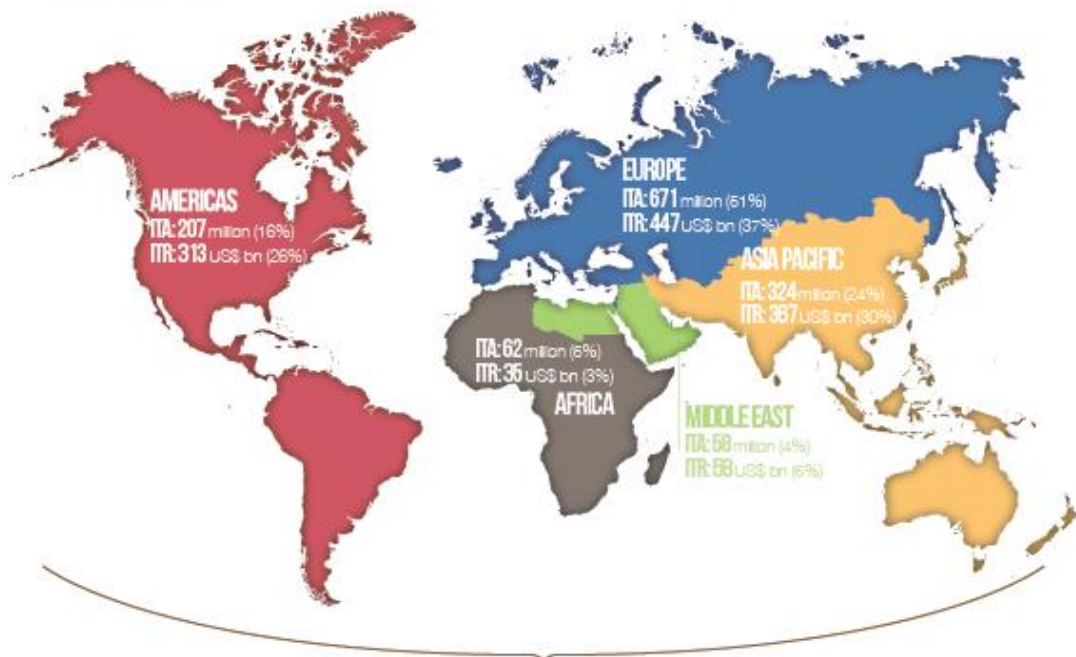 AMERICAS
ITA: 207 million (16%)
ITR: 313 US$ bn (26%)
EUROPE
ITA: 671 million (51%)
ITR: 447 US$ bn (37%)
ASIA PACIFIC
ITA: 324 million (24%)
ITR: 367 US$ bn (30%)
ITA: 62 million (5%)
ITR: 35 US$ bn (3%)
AFRICA
MIDDLE EAST
ITA: 58 million (4%)
ITR: 58 US$ bn (5%)